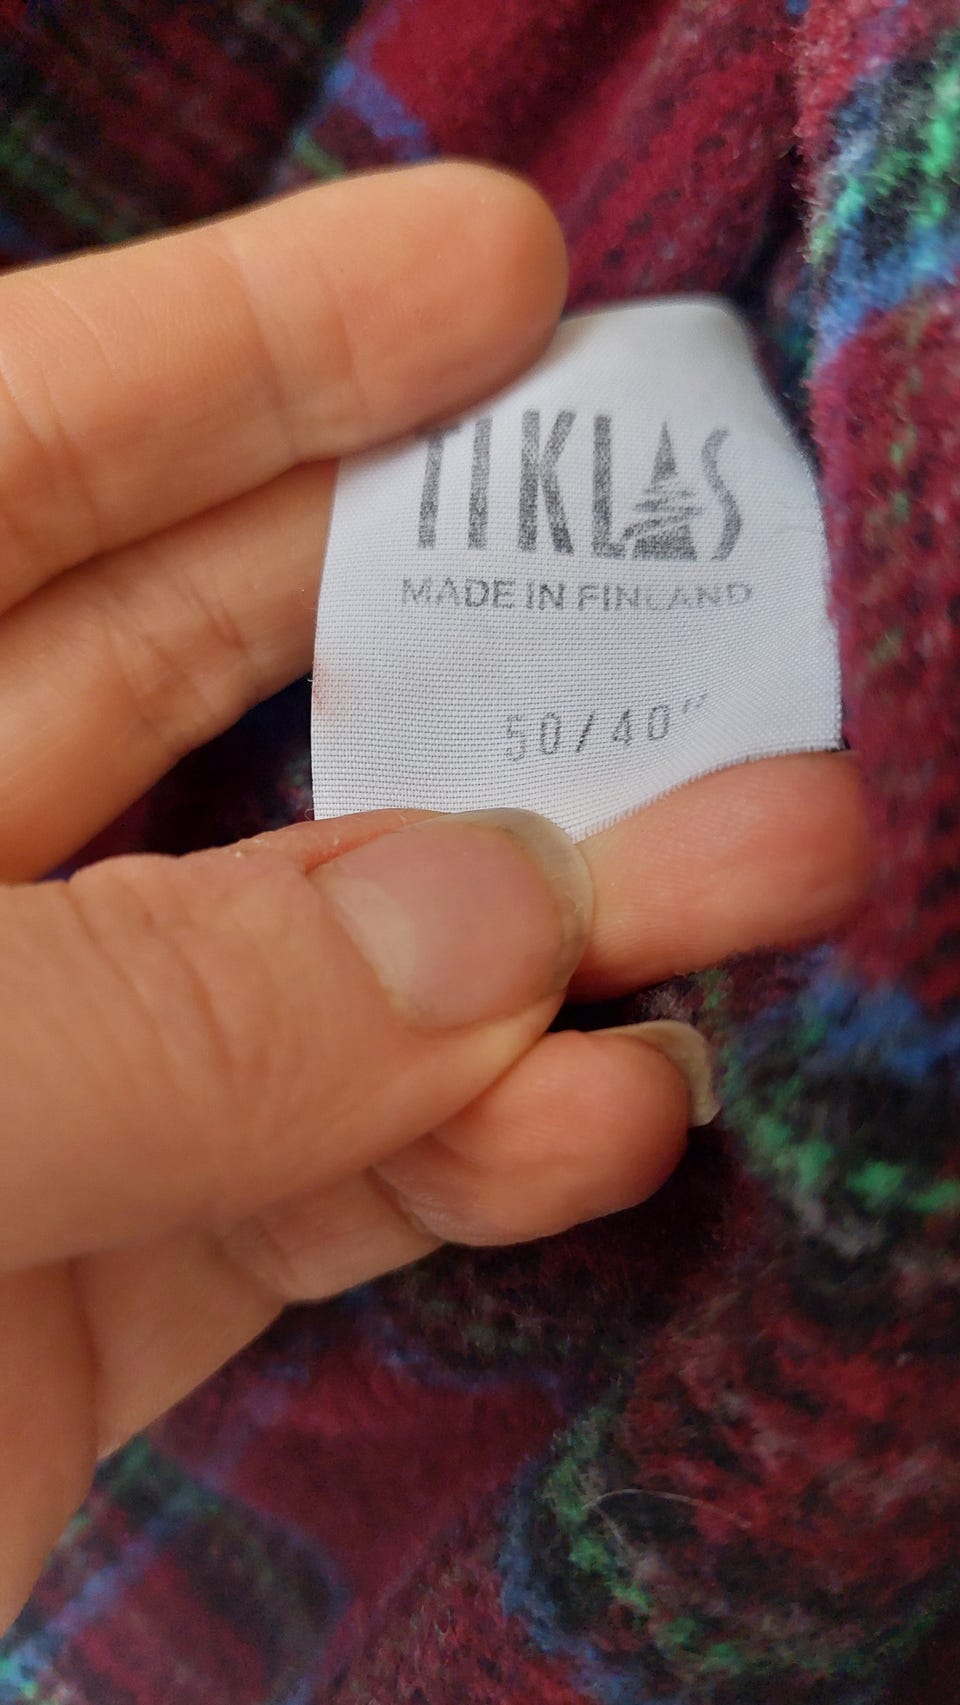 TIKLAS
MADE IN FINLAND
50/40"